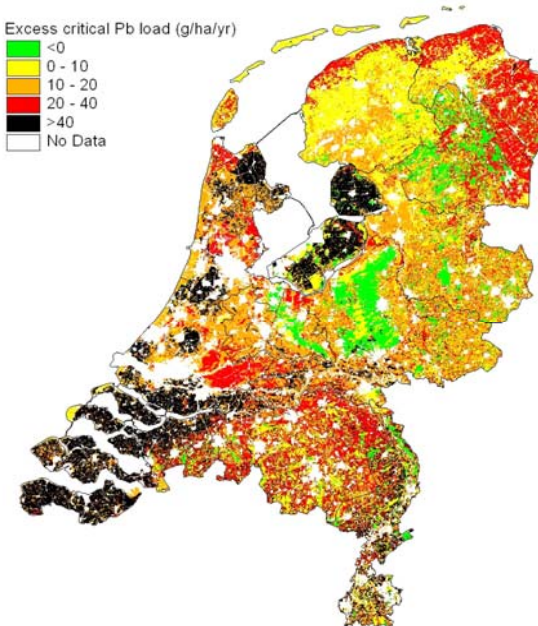 Excess critical Pb load (g/ha/yr)
<0
0 - 10
10 - 20
20 - 40
>40
No Data